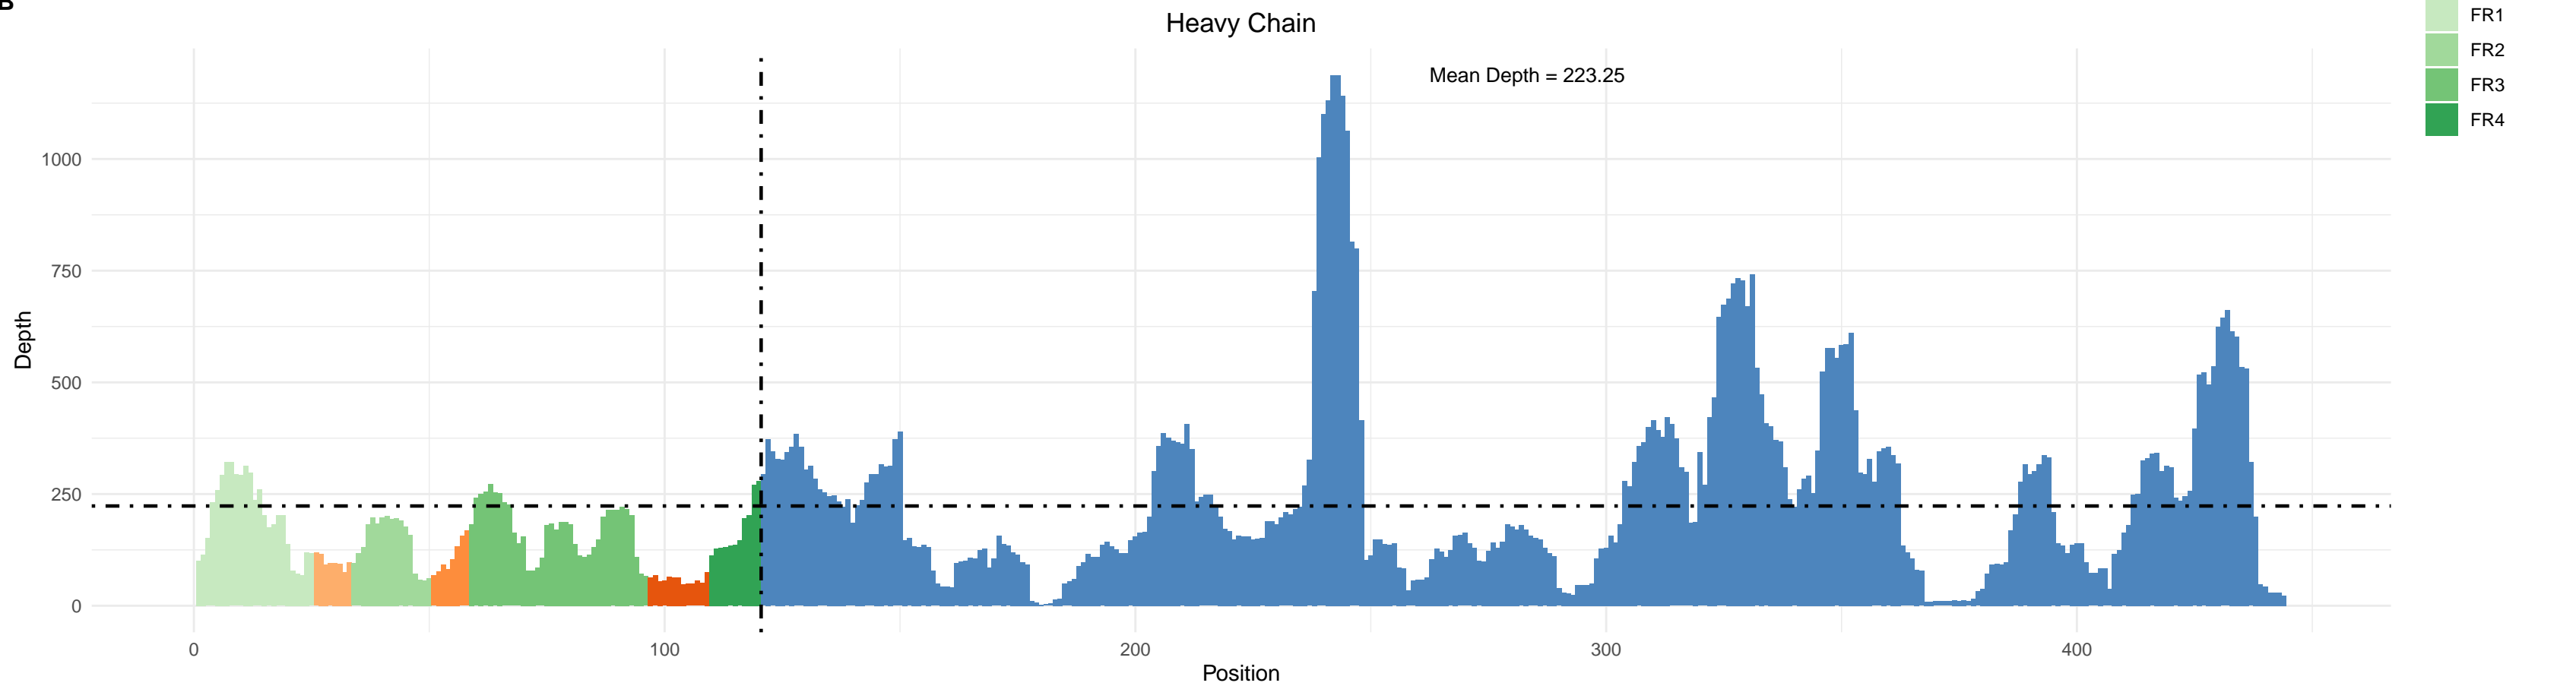 B
Heavy Chain
FR1
FR2
FR3
FR4
Mean Depth = 223.25
1000
750
500
250
0
Depth
0 100 200 300 400
Position